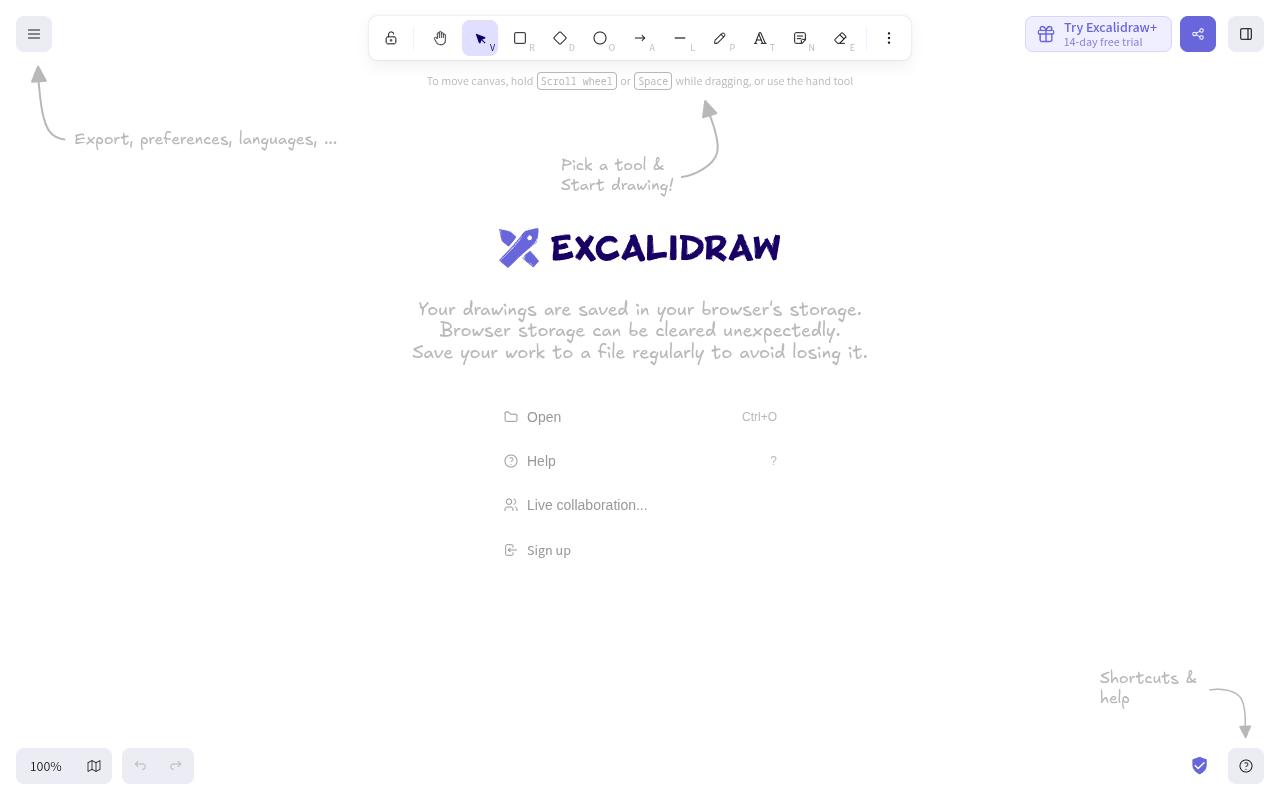 V
R
D
O
A
L
P
T
N
E
Try Excalidraw+
14-day free trial
To move canvas, hold Scroll wheel or Space while dragging, or use the hand tool
Export, preferences, languages, ...
Pick a tool &
Start drawing!
EXCALIDRAW
Your drawings are saved in your browser's storage.
Browser storage can be cleared unexpectedly.
Save your work to a file regularly to avoid losing it.
Open Ctrl+O
Help ?
Live collaboration...
Sign up
Shortcuts &
help
100%